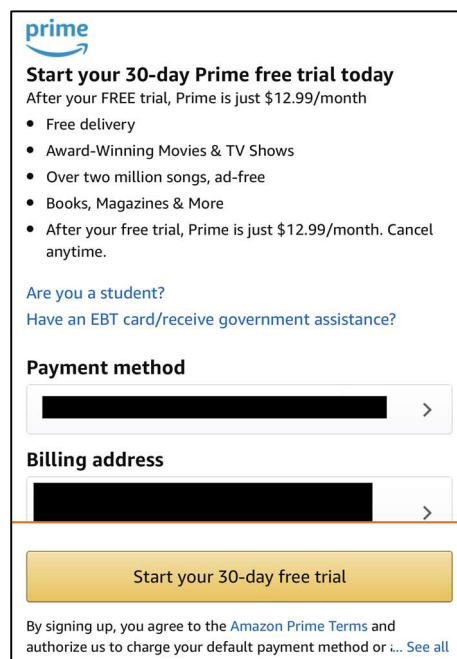 prime
Start your 30-day Prime free trial today
After your FREE trial, Prime is just $12.99/month
• Free delivery
• Award-Winning Movies & TV Shows
• Over two million songs, ad-free
• Books, Magazines & More
• After your free trial, Prime is just $12.99/month. Cancel
anytime.
Are you a student?
Have an EBT card/receive government assistance?
Payment method
Billing address
Start your 30-day free trial
By signing up, you agree to the Amazon Prime Terms and
authorize us to charge your default payment method or ... See all